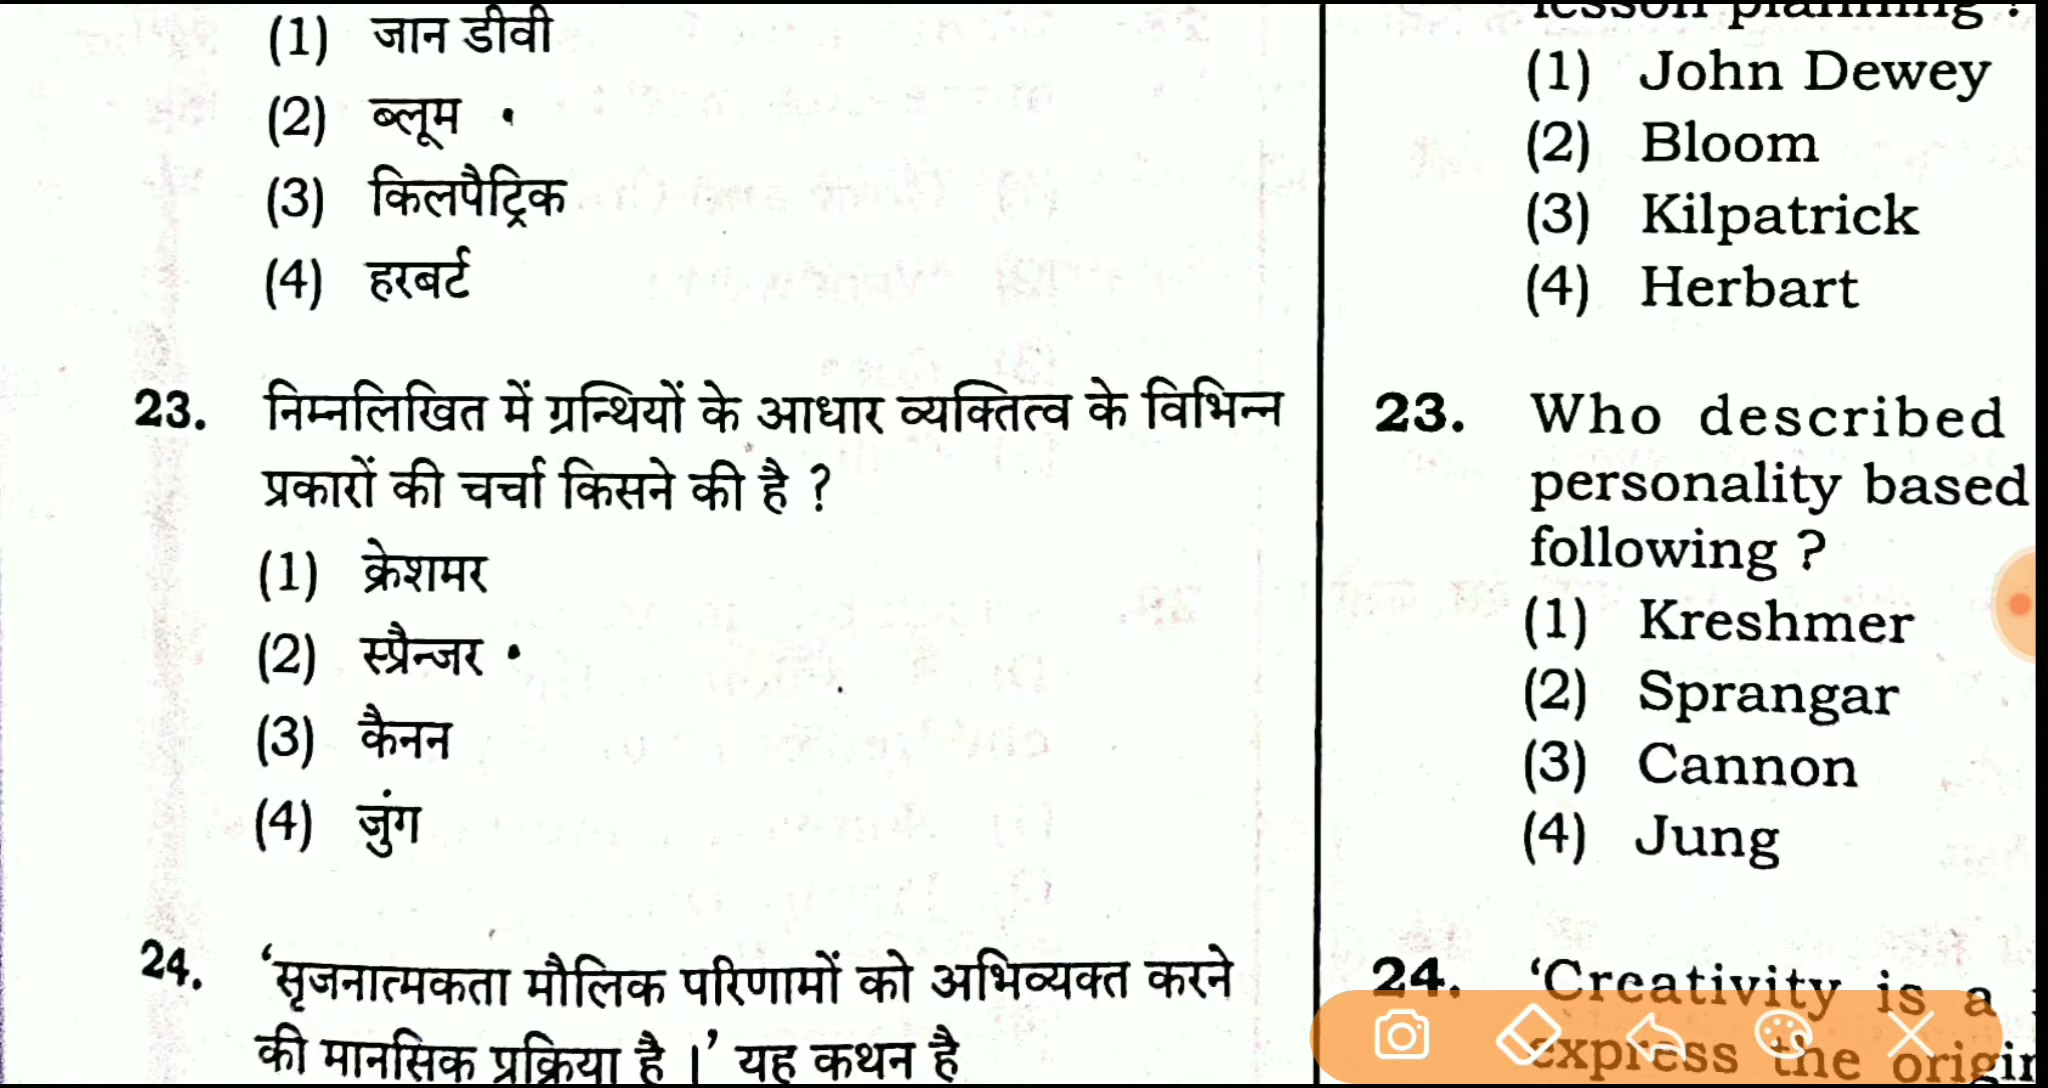 (1) जान डीवी
(2) ब्लूम
(3) किलपैट्रिक
(4) हरबर्ट
23. निम्नलिखित में ग्रन्थियों के आधार व्यक्तित्व के विभिन्न
प्रकारों की चर्चा किसने की है ?
(1) क्रेशमर
(2) स्प्रैन्जर
(3) कैनन
(4) जुंग
24. ‘सृजनात्मकता मौलिक परिणामों को अभिव्यक्त करने
की मानसिक प्रक्रिया है ।’ यह कथन है
lesson planning ?
(1) John Dewey
(2) Bloom
(3) Kilpatrick
(4) Herbart
23. Who described
personality based
following ?
(1) Kreshmer
(2) Sprangar
(3) Cannon
(4) Jung
24. ‘Creativity is a
express the origin